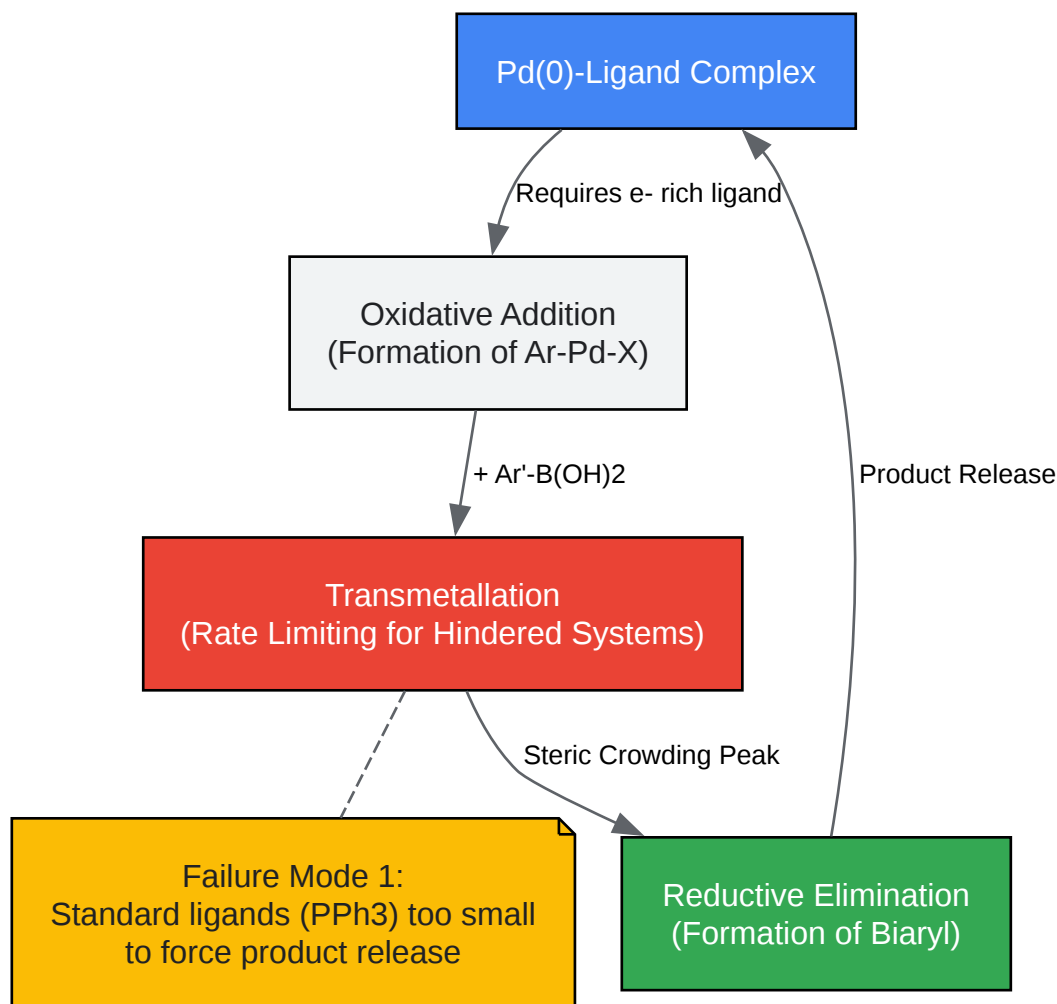 Pd(0)-Ligand Complex
Requires e- rich ligand
Oxidative Addition
(Formation of Ar-Pd-X)
+ Ar'-B(OH)2
Product Release
Transmetallation
(Rate Limiting for Hindered Systems)
Steric Crowding Peak
Failure Mode 1:
Standard ligands (PPh3) too small
to force product release
Reductive Elimination
(Formation of Biaryl)